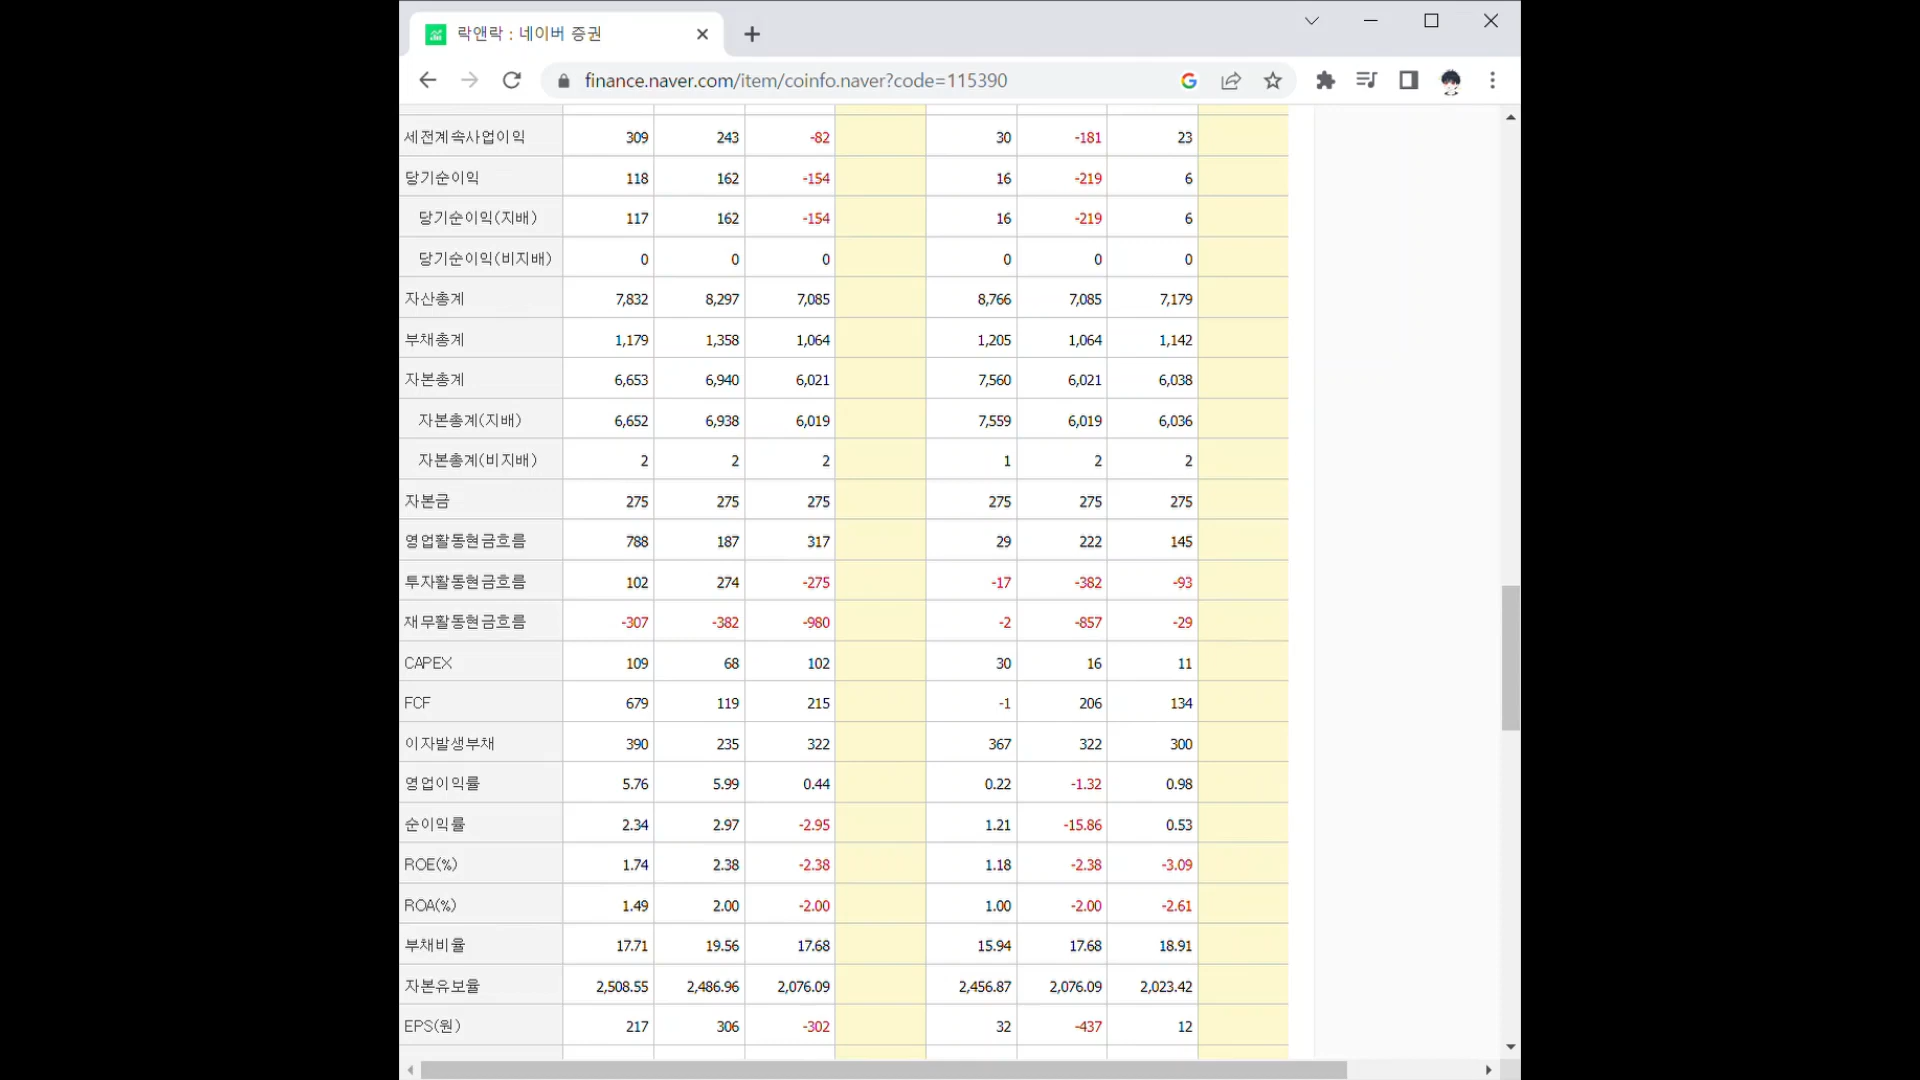 락앤락 : 네이버 증권
finance.naver.com/item/coinfo.naver?code=115390
세전계속사업이익 309 243 -82 30 -181 23
당기순이익 118 162 -154 16 -219 6
당기순이익(지배) 117 162 -154 16 -219 6
당기순이익(비지배) 0 0 0 0 0 0
자산총계 7,832 8,297 7,085 8,766 7,085 7,179
부채총계 1,179 1,358 1,064 1,205 1,064 1,142
자본총계 6,653 6,940 6,021 7,560 6,021 6,038
자본총계(지배) 6,652 6,938 6,019 7,559 6,019 6,036
자본총계(비지배) 2 2 2 1 2 2
자본금 275 275 275 275 275 275
영업활동현금흐름 788 187 317 29 222 145
투자활동현금흐름 102 274 -275 -17 -382 -93
재무활동현금흐름 -307 -382 -980 -2 -857 -29
CAPEX 109 68 102 30 16 11
FCF 679 119 215 -1 206 134
이자발생부채 390 235 322 367 322 300
영업이익률 5.76 5.99 0.44 0.22 -1.32 0.98
순이익률 2.34 2.97 -2.95 1.21 -15.86 0.53
ROE(%) 1.74 2.38 -2.38 1.18 -2.38 -3.09
ROA(%) 1.49 2.00 -2.00 1.00 -2.00 -2.61
부채비율 17.71 19.56 17.68 15.94 17.68 18.91
자본유보율 2,508.55 2,486.96 2,076.09 2,456.87 2,076.09 2,023.42
EPS(원) 217 306 -302 32 -437 12